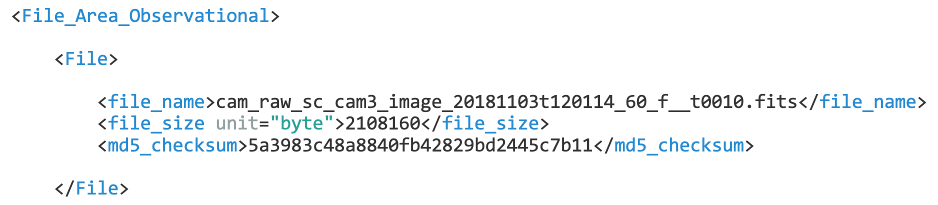 <File_Area_Observational>
<File>
<file_name>cam_raw_sc_cam3_image_20181103t120114_60_f__t0010.fits</file_name>
<file_size unit="byte">2108160</file_size>
<md5_checksum>5a3983c48a8840fb42829bd2445c7b11</md5_checksum>
</File>